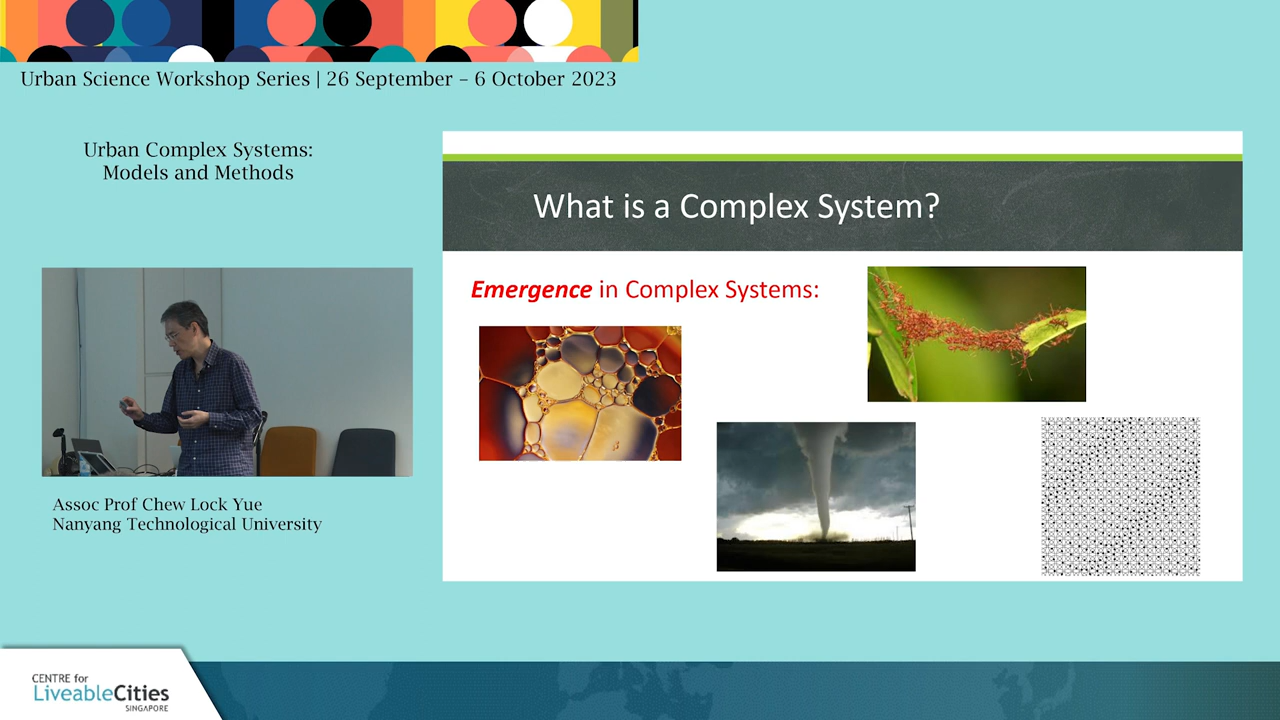 Urban Science Workshop Series | 26 September – 6 October 2023
Urban Complex Systems:
Models and Methods
What is a Complex System?
Emergence in Complex Systems:
Assoc Prof Chew Lock Yue
Nanyang Technological University
CENTRE for
LiveableCities
SINGAPORE